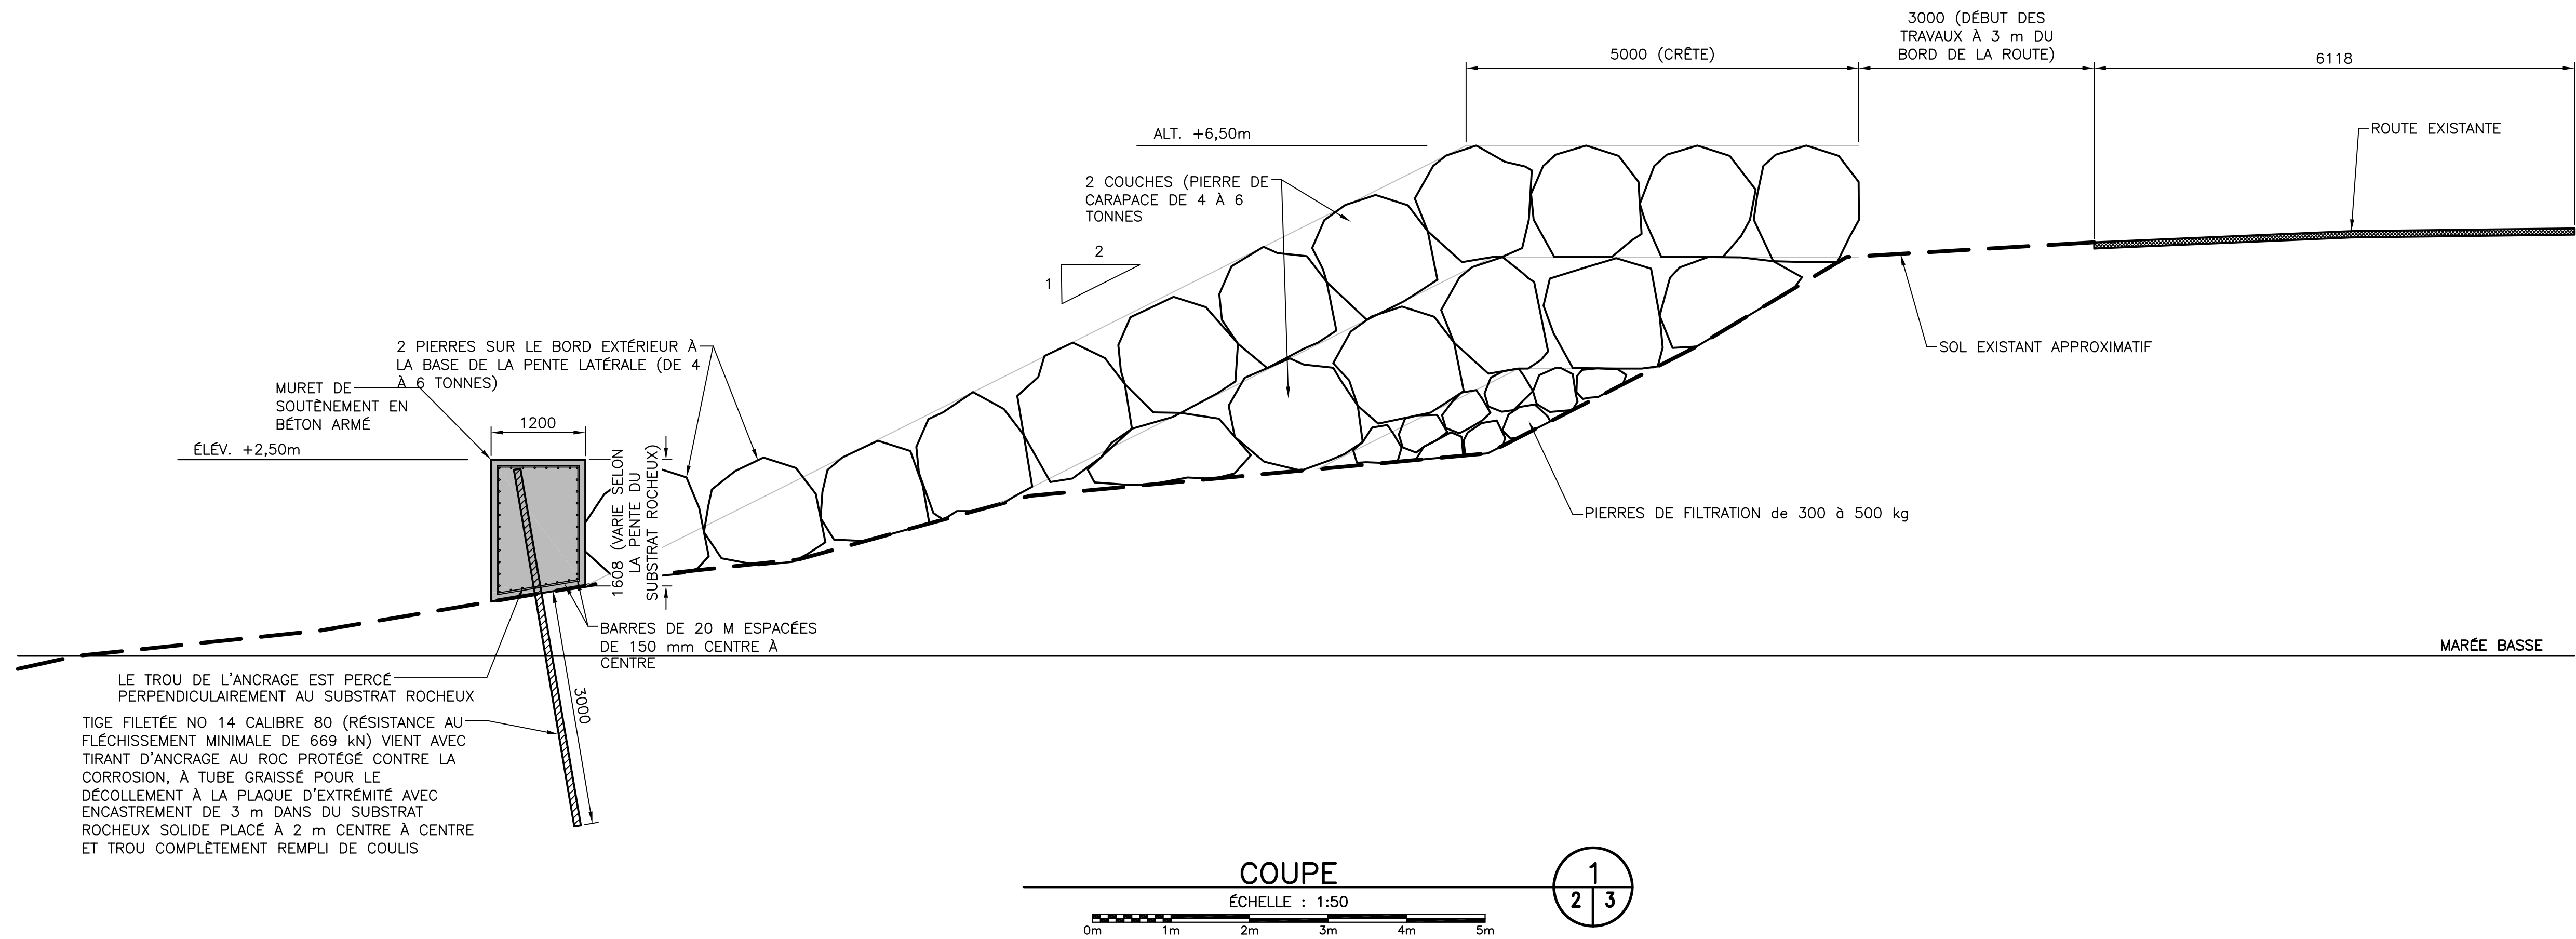 3000 (DÉBUT DES
TRAVAUX À 3 m DU
BORD DE LA ROUTE)
5000 (CRÊTE)
6118
ALT. +6,50m
ROUTE EXISTANTE
2 COUCHES (PIERRE DE
CARAPACE DE 4 À 6
TONNES
2
1
2 PIERRES SUR LE BORD EXTÉRIEUR À
LA BASE DE LA PENTE LATÉRALE (DE 4
À 6 TONNES)
SOL EXISTANT APPROXIMATIF
MURET DE
SOUTÈNEMENT EN
BÉTON ARMÉ
1200
ÉLÉV. +2,50m
1608 (VARIE SELON
LA PENTE DU
SUBSTRAT ROCHEUX)
PIERRES DE FILTRATION de 300 à 500 kg
BARRES DE 20 M ESPACÉES
DE 150 mm CENTRE À
CENTRE
MARÉE BASSE
LE TROU DE L'ANCRAGE EST PERCÉ
PERPENDICULAIREMENT AU SUBSTRAT ROCHEUX
3000
TIGE FILETÉE NO 14 CALIBRE 80 (RÉSISTANCE AU
FLÉCHISSEMENT MINIMALE DE 669 kN) VIENT AVEC
TIRANT D'ANCRAGE AU ROC PROTÉGÉ CONTRE LA
CORROSION, À TUBE GRAISSÉ POUR LE
DÉCOLLEMENT À LA PLAQUE D'EXTRÉMITÉ AVEC
ENCASTREMENT DE 3 m DANS DU SUBSTRAT
ROCHEUX SOLIDE PLACÉ À 2 m CENTRE À CENTRE
ET TROU COMPLÈTEMENT REMPLI DE COULIS
COUPE
1
2 3
ÉCHELLE : 1:50
0m 1m 2m 3m 4m 5m